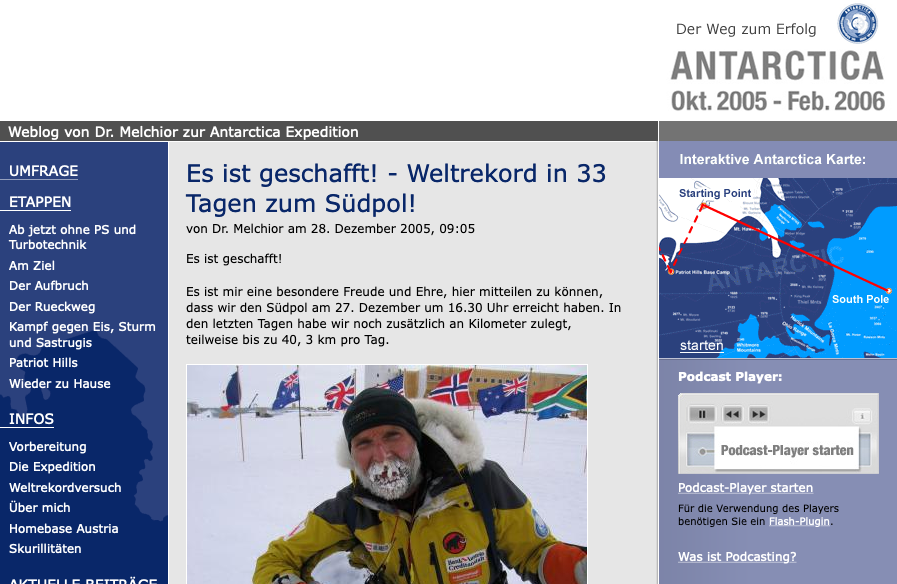 Der Weg zum Erfolg
ANTARCTICA
Okt. 2005 - Feb. 2006
Weblog von Dr. Melchior zur Antarctica Expedition
UMFRAGE
ETAPPEN
Ab jetzt ohne PS und
Turbotechnik
Am Ziel
Der Aufbruch
Der Rueckweg
Kampf gegen Eis, Sturm
und Sastrugis
Patriot Hills
Wieder zu Hause
INFOS
Vorbereitung
Die Expedition
Weltrekordversuch
Über mich
Homebase Austria
Skurillitäten
AKTUELLE BEITRÄGE
Es ist geschafft! - Weltrekord in 33
Tagen zum Südpol!
von Dr. Melchior am 28. Dezember 2005, 09:05
Es ist geschafft!
Es ist mir eine besondere Freude und Ehre, hier mitteilen zu können,
dass wir den Südpol am 27. Dezember um 16.30 Uhr erreicht haben. In
den letzten Tagen habe wir noch zusätzlich an Kilometer zulegt,
teilweise bis zu 40, 3 km pro Tag.
Interaktive Antarctica Karte:
Starting Point
Patriot Hills Base Camp
ANTARCTIC
South Pole
Thiel Mnts
Whitmore
Mountains
starten
Podcast Player:
Podcast-Player starten
Podcast-Player starten
Für die Verwendung des Players
benötigen Sie ein Flash-Plugin.
Was ist Podcasting?